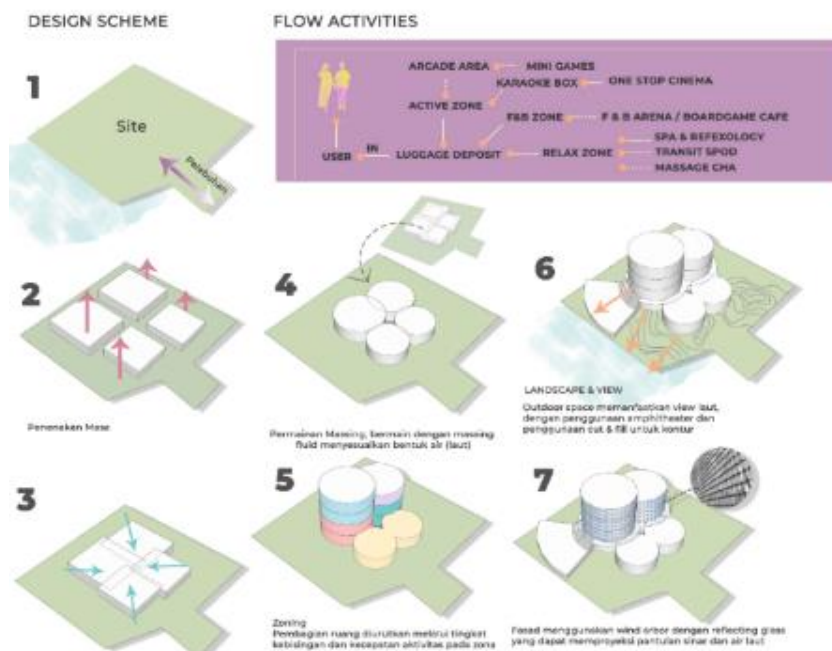 DESIGN SCHEME
FLOW ACTIVITIES
1
Site
Pelabuhan
ARCADE AREA
MINI GAMES
KARAOKE BOX
ONE STOP CINEMA
ACTIVE ZONE
F&B ZONE
F & B ARENA / BOARDGAME CAFE
SPA & REFEXOLOGY
USER
IN
LUGGAGE DEPOSIT
RELAX ZONE
TRANSIT SPOD
MASSAGE CHA
2
Penenakan Mase
3
4
Permainan Massing, bermain dengan massing
fluid menyesuaikan bentuk air (laut)
5
Zoning
Pembagian ruang diurutkan melalui tingkat
kebisingan dan kecepatan aktivitas pada zona
6
LANDSCAPE & VIEW
Outdoor space memanfaatkan view laut,
dengan penggunaan amphitheater dan
penggunaan cut & fill untuk kontur
7
Fasad menggunakan wind arbor dengan reflecting glass
yang dapat memproyeksi pantulan sinar dan air laut